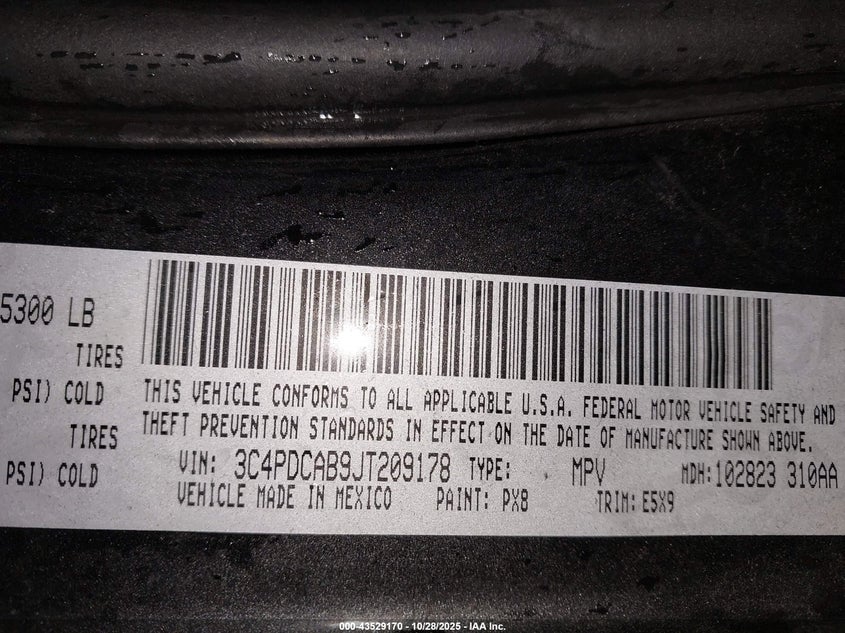 5300 LB
TIRES
PSI) COLD
TIRES
PSI) COLD
THIS VEHICLE CONFORMS TO ALL APPLICABLE U.S.A. FEDERAL MOTOR VEHICLE SAFETY AND
THEFT PREVENTION STANDARDS IN EFFECT ON THE DATE OF MANUFACTURE SHOWN ABOVE.
VIN: 3C4PDCAB9JT209178 TYPE: MPV MDH:102823 310AA
VEHICLE MADE IN MEXICO PAINT: PX8 TRIM: E5X9
000-43529170 - 10/28/2025 - IAA Inc.